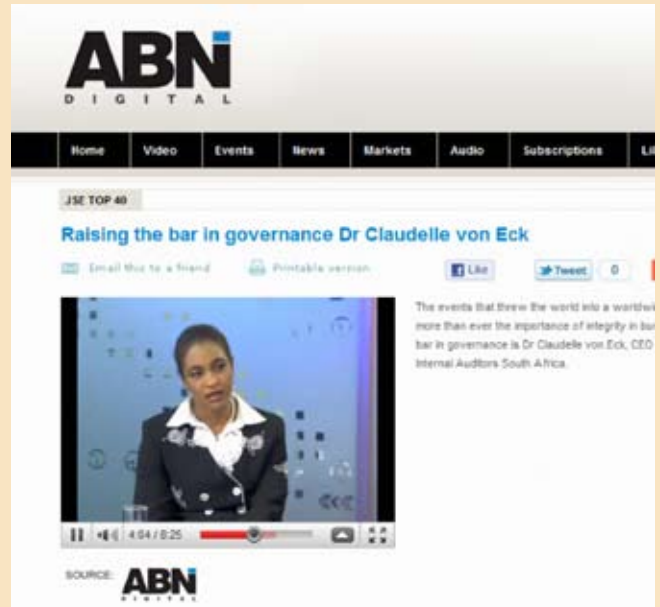 ABN
DIGITAL
Home Video Events News Markets Audio Subscriptions Li
JSE TOP 40
Raising the bar in governance Dr Claudelle von Eck
Email this to a friend Printable version Like Tweet 0
The events that threw the world into a worldwi
more than ever the importance of integrity in bu
bar in governance is Dr Claudelle von Eck, CEO
Internal Auditors South Africa.
4:04 / 8:25
SOURCE: ABN
DIGITAL